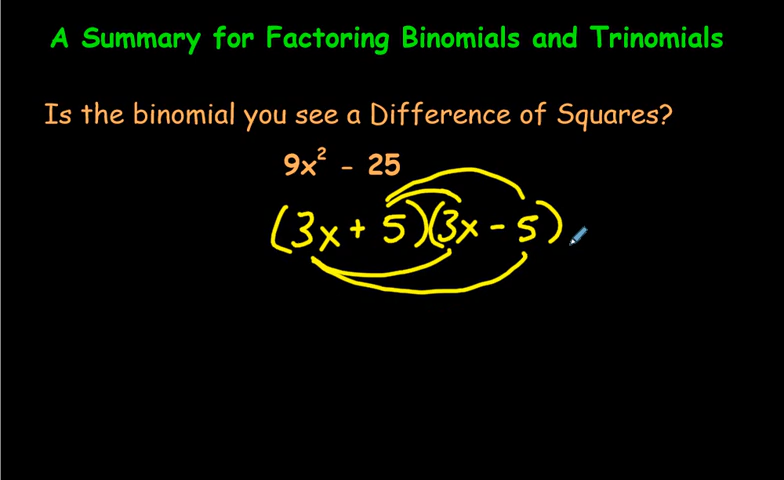 A Summary for Factoring Binomials and Trinomials
Is the binomial you see a Difference of Squares?
9x² - 25
(3x + 5)(3x - 5)